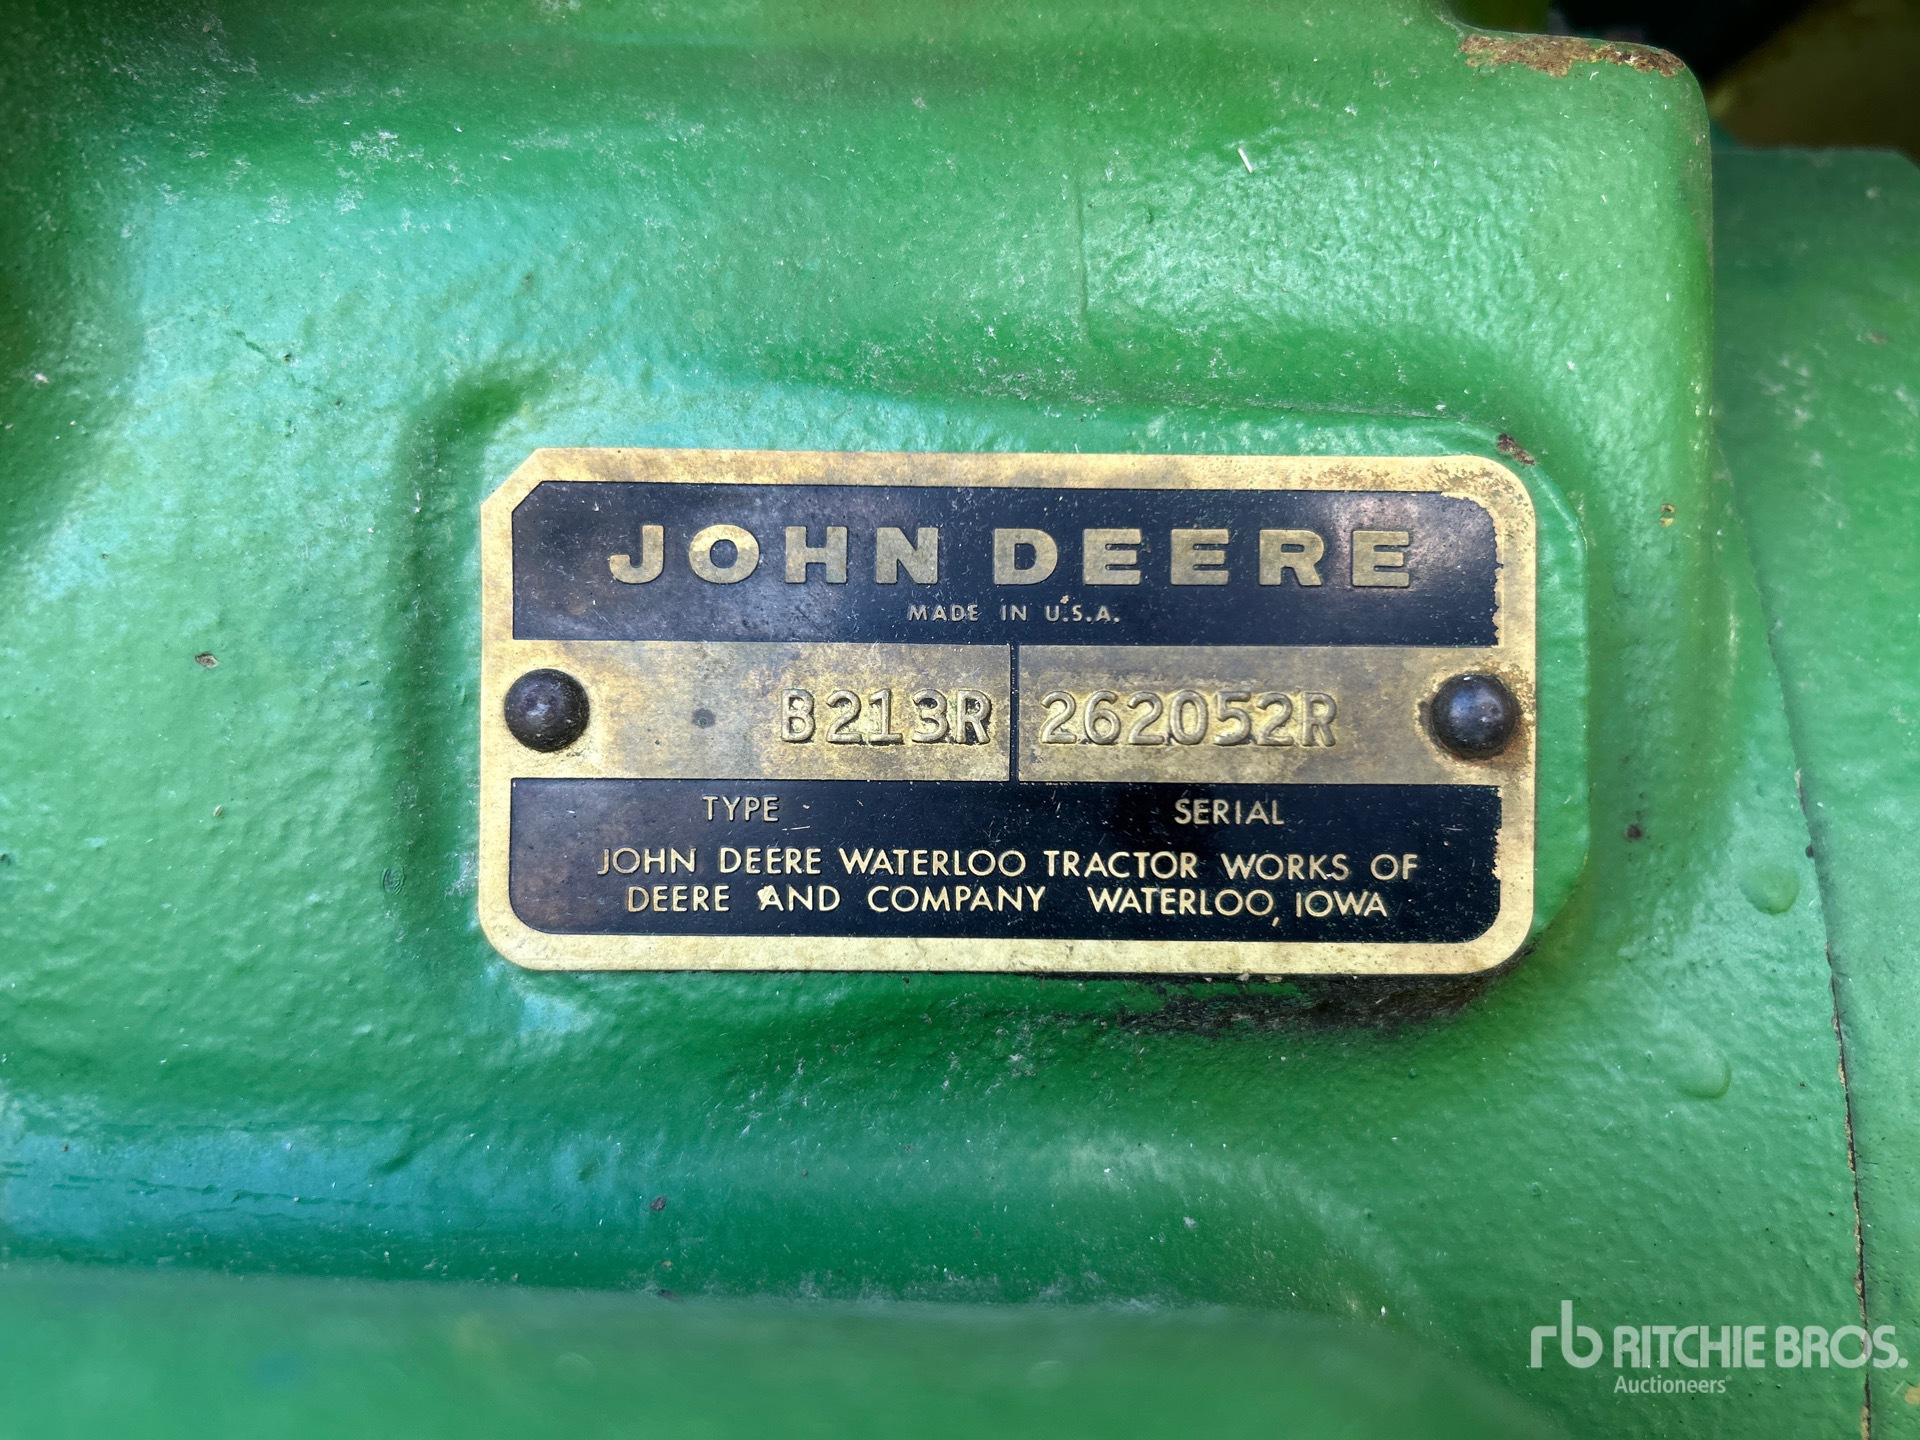 JOHN DEERE
MADE IN U.S.A.
B213R 262052R
TYPE SERIAL
JOHN DEERE WATERLOO TRACTOR WORKS OF
DEERE AND COMPANY WATERLOO, IOWA
rb RITCHIE BROS.
Auctioneers